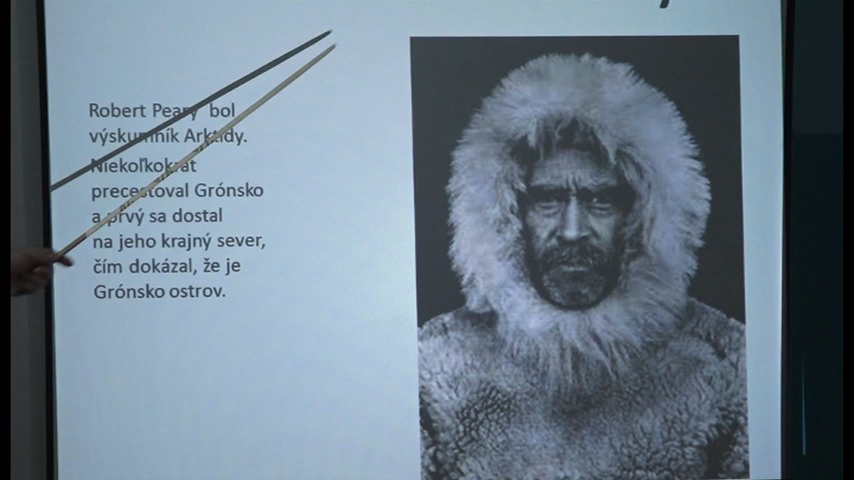 Robert Peary bol
výskumník Arktídy.
Niekoľkokrát
precestoval Grónsko
a prvý sa dostal
na jeho krajný sever,
čím dokázal, že je
Grónsko ostrov.